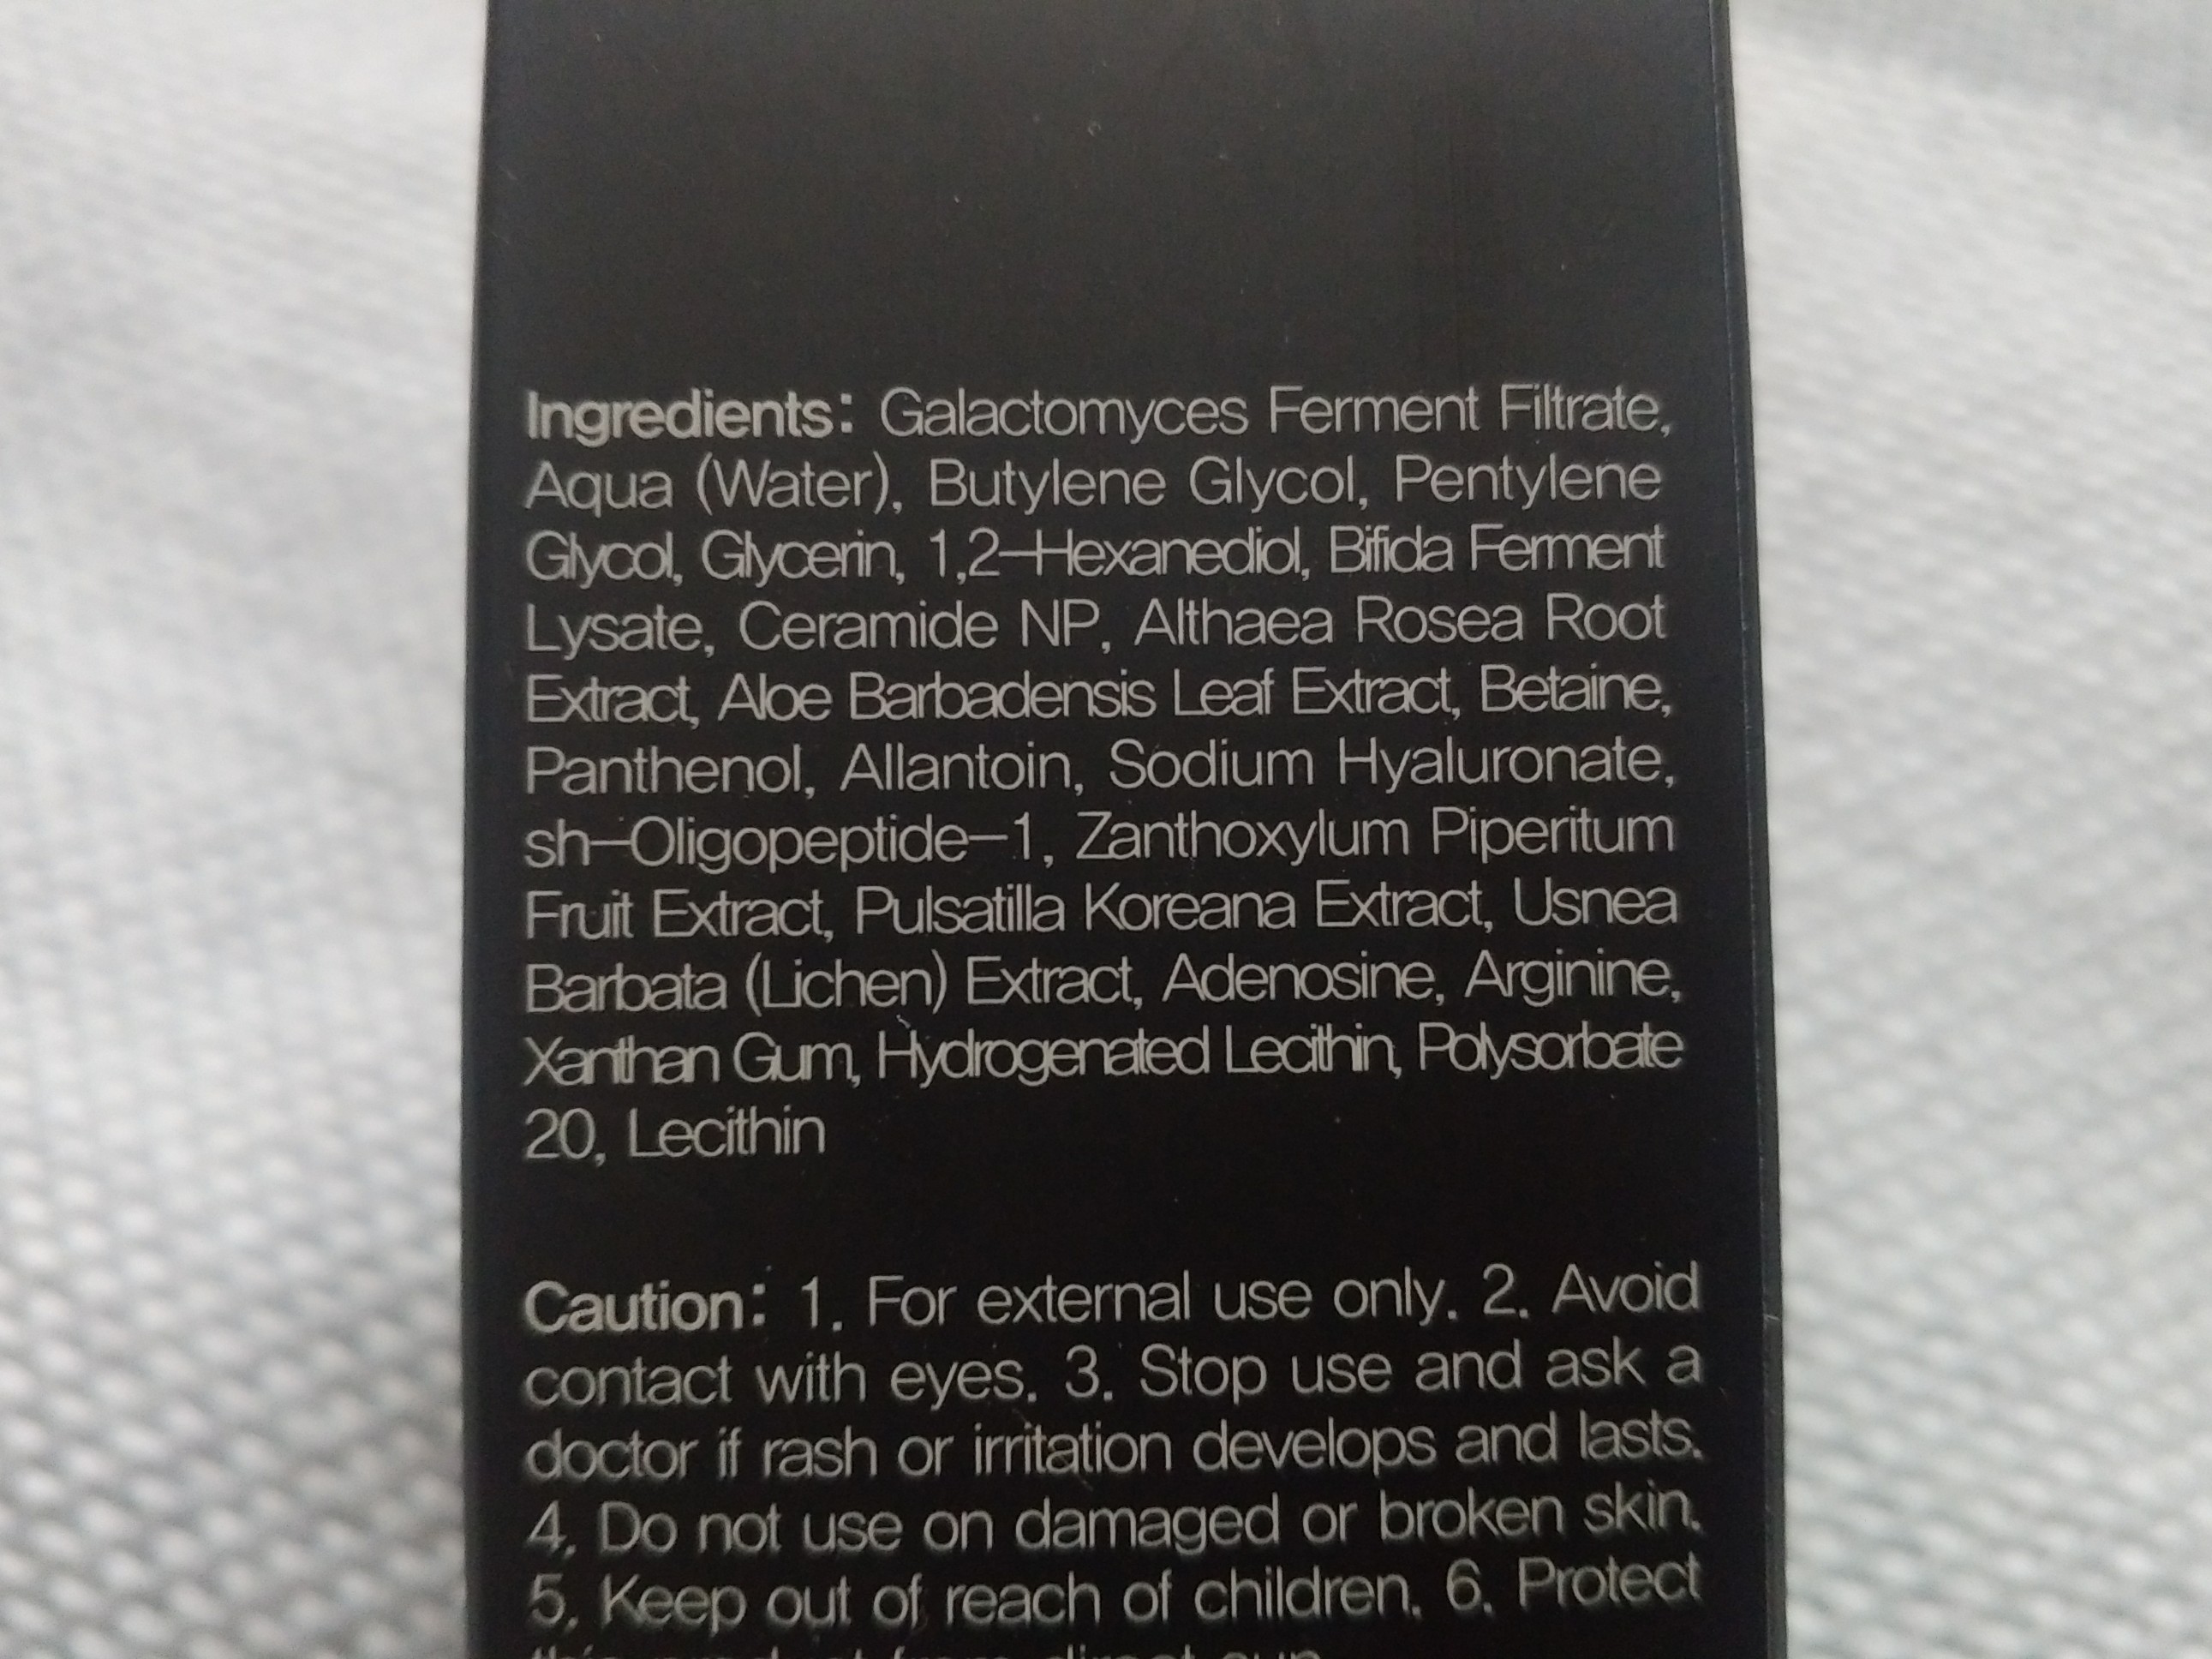 Ingredients: Galactomyces Ferment Filtrate,
Aqua (Water), Butylene Glycol, Pentylene
Glycol, Glycerin, 1,2-Hexanediol, Bifida Ferment
Lysate, Ceramide NP, Althaea Rosea Root
Extract, Aloe Barbadensis Leaf Extract, Betaine,
Panthenol, Allantoin, Sodium Hyaluronate,
sh-Oligopeptide-1, Zanthoxylum Piperitum
Fruit Extract, Pulsatilla Koreana Extract, Usnea
Barbata (Lichen) Extract, Adenosine, Arginine,
Xanthan Gum, Hydrogenated Lecithin, Polysorbate
20, Lecithin
Caution: 1. For external use only. 2. Avoid
contact with eyes. 3. Stop use and ask a
doctor if rash or irritation develops and lasts.
4. Do not use on damaged or broken skin.
5. Keep out of reach of children. 6. Protect
this product from direct sun